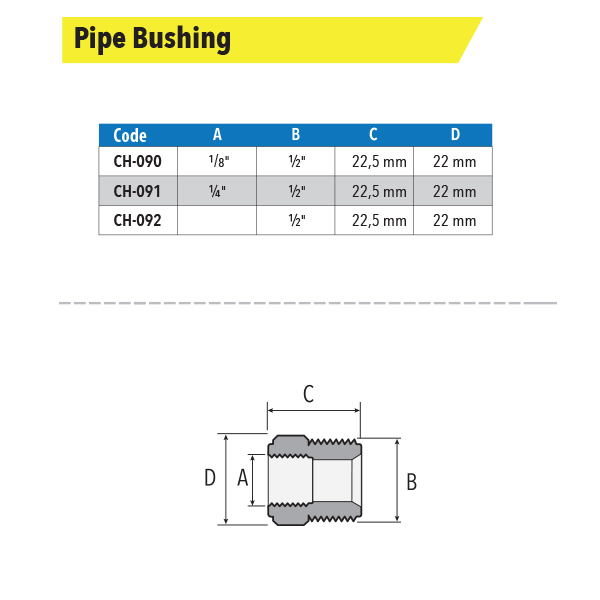 Pipe Bushing
Code A B C D
CH-090 1/8" ½" 22,5 mm 22 mm
CH-091 ¼" ½" 22,5 mm 22 mm
CH-092 ½" 22,5 mm 22 mm
C
D A B